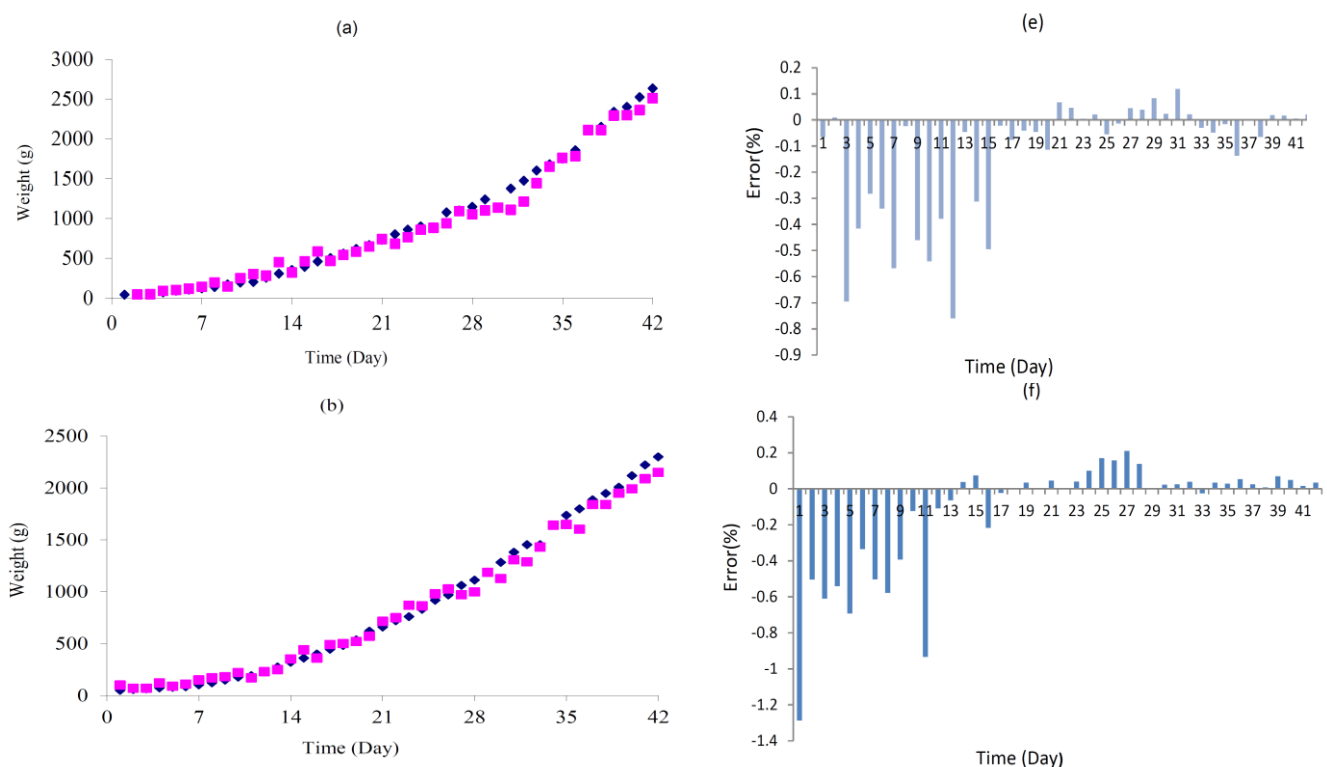 (a)
3000
2500
2000
1500
1000
500
0
Weight (g)
0 7 14 21 28 35 42
Time (Day)
(e)
0.2
0.1
0
-0.1
-0.2
-0.3
-0.4
-0.5
-0.6
-0.7
-0.8
-0.9
Error(%)
1 3 5 7 9 11 13 15 17 19 21 23 25 27 29 31 33 35 37 39 41
Time (Day)
(b)
2500
2000
1500
1000
500
0
Weight (g)
0 7 14 21 28 35 42
Time (Day)
(f)
0.4
0.2
0
-0.2
-0.4
-0.6
-0.8
-1
-1.2
-1.4
Error(%)
1 3 5 7 9 11 13 15 17 19 21 23 25 27 29 31 33 35 37 39 41
Time (Day)